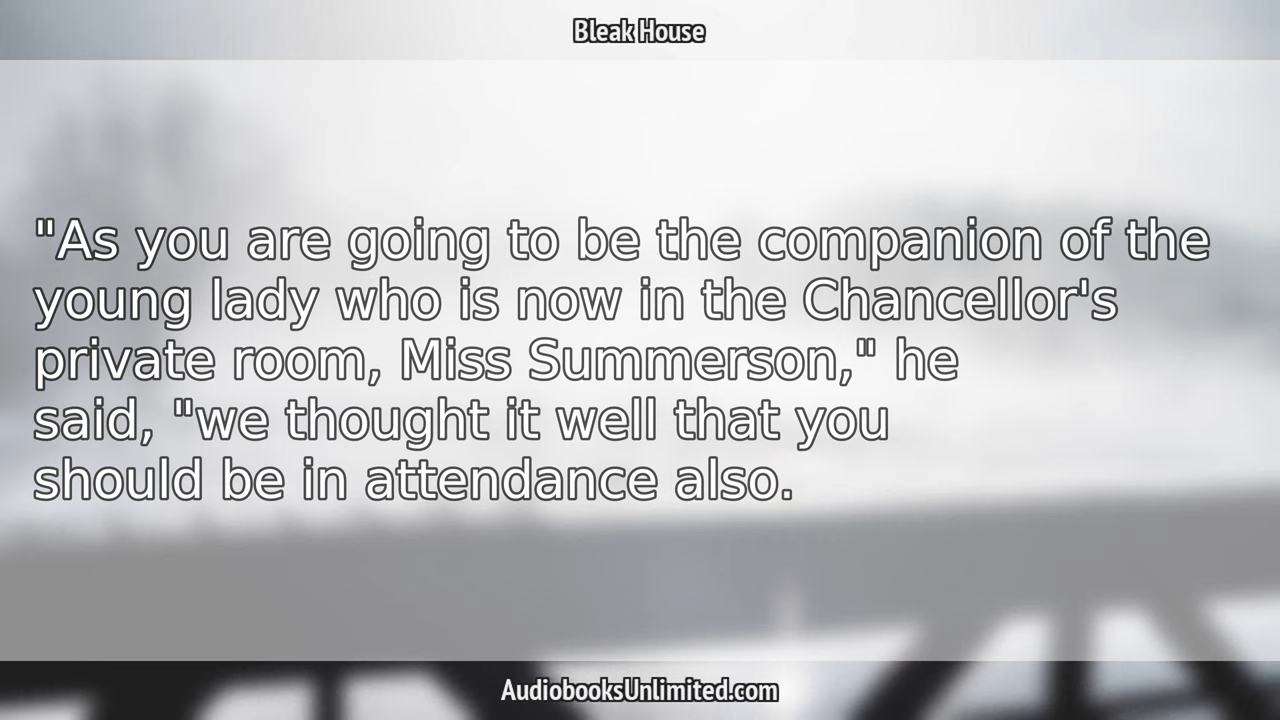 Bleak House
"As you are going to be the companion of the
young lady who is now in the Chancellor's
private room, Miss Summerson," he
said, "we thought it well that you
should be in attendance also.
AudiobooksUnlimited.com